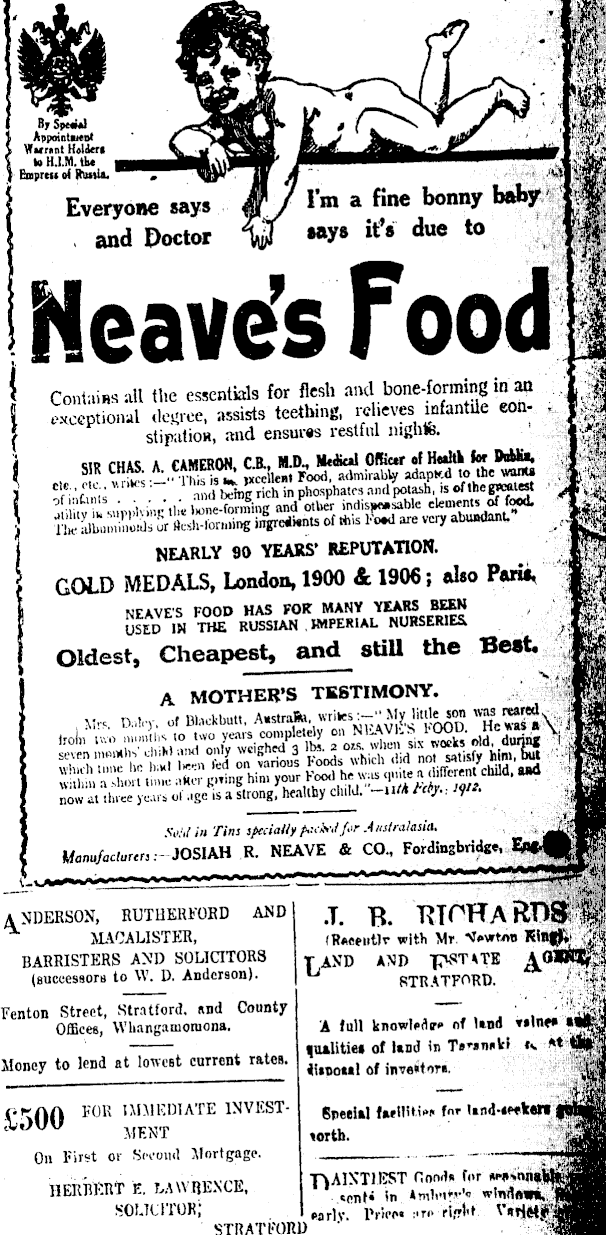 By Special
Appointment
Warrant Holders
to H.I.M. the
Empress of Russia.
Everyone says
and Doctor
I'm a fine bonny baby
says it's due to
Neave's Food
Contains all the essentials for flesh and bone-forming in an
exceptional degree, assists teething, relieves infantile con-
stipation, and ensures restful nights.
SIR CHAS. A. CAMERON, C.B., M.D., Medical Officer of Health for Dublin,
etc., etc., writes:—"This is an excellent Food, admirably adapted to the wants
of infants . . . . . and being rich in phosphates and potash, is of the greatest
utility in supplying the bone-forming and other indispensable elements of food.
The albuminoids or flesh-forming ingredients of this Food are very abundant."
NEARLY 90 YEARS' REPUTATION.
GOLD MEDALS, London, 1900 & 1906; also Paris.
NEAVE'S FOOD HAS FOR MANY YEARS BEEN
USED IN THE RUSSIAN IMPERIAL NURSERIES.
Oldest, Cheapest, and still the Best.
A MOTHER'S TESTIMONY.
Mrs. Daley, of Blackbutt, Australia, writes:—"My little son was reared
from two months to two years completely on NEAVE'S FOOD. He was a
seven months' child and only weighed 3 lbs. 2 ozs. when six weeks old, during
which time he had been fed on various Foods which did not satisfy him, but
within a short time after giving him your Food he was quite a different child, and
now at three years of age is a strong, healthy child."—11th Feby., 1912.
Sold in Tins specially packed for Australasia.
Manufacturers:—JOSIAH R. NEAVE & CO., Fordingbridge, Eng.
ANDERSON, RUTHERFORD AND
MACALISTER,
BARRISTERS AND SOLICITORS
(successors to W. D. Anderson).
Fenton Street, Stratford, and County
Offices, Whangamomona.
Money to lend at lowest current rates.
£500 FOR IMMEDIATE INVEST-
MENT
On First or Second Mortgage.
HERBERT E. LAWRENCE,
SOLICITOR,
STRATFORD
J. B. RICHARDS
(Recently with Mr. Newton King),
LAND AND ESTATE AGENT,
STRATFORD.
A full knowledge of land values and
qualities of land in Taranaki at the
disposal of investors.
Special facilities for land-seekers going
north.
DAINTIEST Goods for seasonable
sents in Ambury's windows.
early. Prices are right. Variety